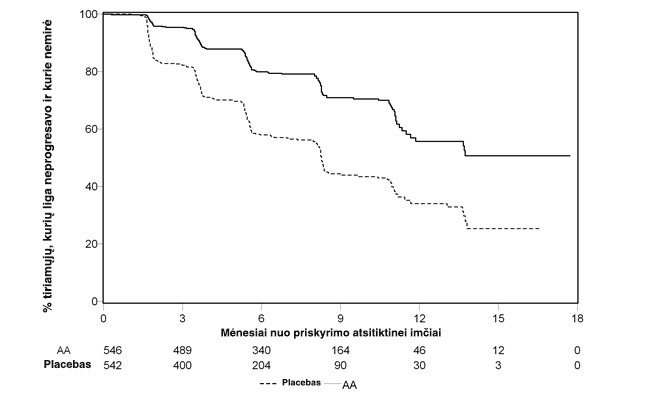 % tiriamųjų, kurių liga neprogresavo ir kurie nemirė
100
80
60
40
20
0
0 3 6 9 12 15 18
Mėnesiai nuo priskyrimo atsitiktinei imčiai
AA 546 489 340 164 46 12 0
Placebas 542 400 204 90 30 3 0
Placebas AA